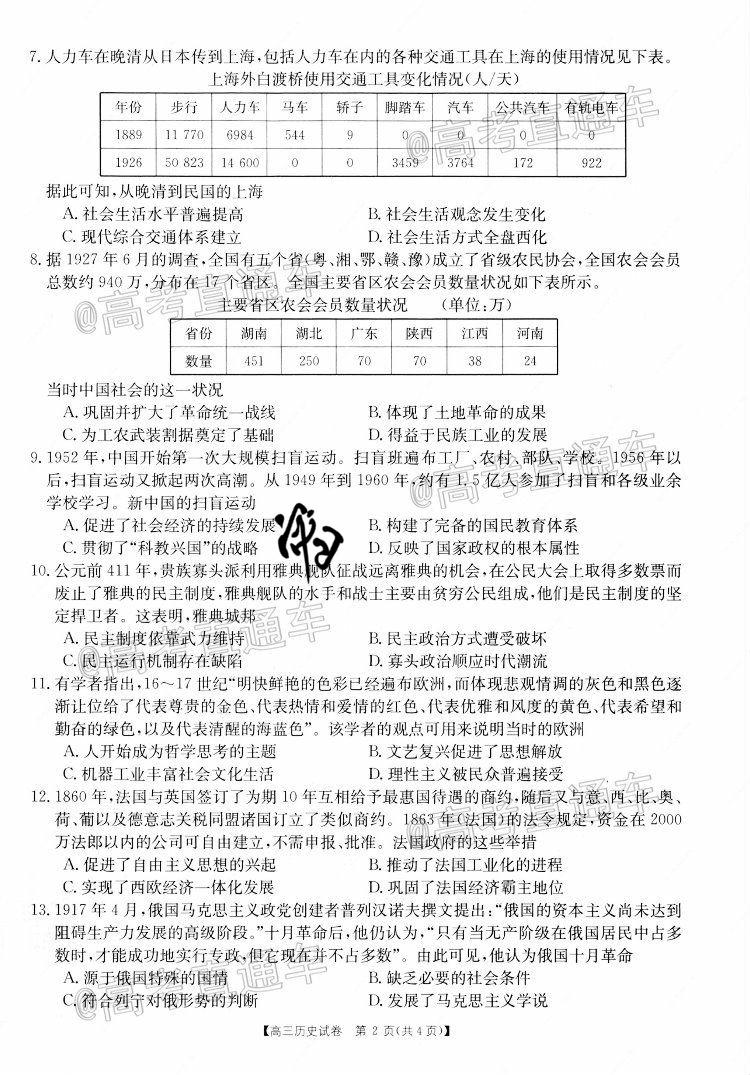 7. 人力车在晚清从日本传到上海,包括人力车在内的各种交通工具在上海的使用情况见下表。
上海外白渡桥使用交通工具变化情况(人/天)
年份 步行 人力车 马车 轿子 脚踏车 汽车 公共汽车 有轨电车
1889 11 770 6984 544 9 0 0 0 0
1926 50 823 14 600 0 0 3459 3764 172 922
据此可知,从晚清到民国的上海
A. 社会生活水平普遍提高 B. 社会生活观念发生变化
C. 现代综合交通体系建立 D. 社会生活方式全盘西化
8. 据 1927 年 6 月的调查,全国有五个省(粤、湘、鄂、赣、豫)成立了省级农民协会,全国农会会员
总数约 940 万,分布在 17 个省区。全国主要省区农会会员数量状况如下表所示。
主要省区农会会员数量状况 (单位:万)
省份 湖南 湖北 广东 陕西 江西 河南
数量 451 250 70 70 38 24
当时中国社会的这一状况
A. 巩固并扩大了革命统一战线 B. 体现了土地革命的成果
C. 为工农武装割据奠定了基础 D. 得益于民族工业的发展
9. 1952 年,中国开始第一次大规模扫盲运动。扫盲班遍布工厂、农村、部队、学校。1956 年以
后,扫盲运动又掀起两次高潮。从 1949 年到 1960 年,约有 1.5 亿人参加了扫盲和各级业余
学校学习。新中国的扫盲运动
A. 促进了社会经济的持续发展 B. 构建了完备的国民教育体系
C. 贯彻了“科教兴国”的战略 D. 反映了国家政权的根本属性
10. 公元前 411 年,贵族寡头派利用雅典舰队征战远离雅典的机会,在公民大会上取得多数票而
废止了雅典的民主制度,雅典舰队的水手和战士主要由贫穷公民组成,他们是民主制度的坚
定捍卫者。这表明,雅典城邦
A. 民主制度依靠武力维持 B. 民主政治方式遭受破坏
C. 民主运行机制存在缺陷 D. 寡头政治顺应时代潮流
11. 有学者指出,16～17 世纪“明快鲜艳的色彩已经遍布欧洲,而体现悲观情调的灰色和黑色逐
渐让位给了代表尊贵的金色、代表热情和爱情的红色、代表优雅和风度的黄色、代表希望和
勤奋的绿色,以及代表清醒的海蓝色”。该学者的观点可用来说明当时的欧洲
A. 人开始成为哲学思考的主题 B. 文艺复兴促进了思想解放
C. 机器工业丰富社会文化生活 D. 理性主义被民众普遍接受
12. 1860 年,法国与英国签订了为期 10 年互相给予最惠国待遇的商约,随后又与意、西、比、奥、
荷、葡以及德意志关税同盟诸国订立了类似商约。1863 年(法国)的法令规定,资金在 2000
万法郎以内的公司可自由建立,不需申报、批准。法国政府的这些举措
A. 促进了自由主义思想的兴起 B. 推动了法国工业化的进程
C. 实现了西欧经济一体化发展 D. 巩固了法国经济霸主地位
13. 1917 年 4 月,俄国马克思主义政党创建者普列汉诺夫撰文提出:“俄国的资本主义尚未达到
阻碍生产力发展的高级阶段。”十月革命后,他仍认为,“只有当无产阶级在俄国居民中占多
数时,才能成功地实行专政,但它现在并不占多数”。由此可见,他认为俄国十月革命
A. 源于俄国特殊的国情 B. 缺乏必要的社会条件
C. 符合列宁对俄形势的判断 D. 发展了马克思主义学说
【高三历史试卷 第 2 页(共 4 页)】
@高考直通车
@高考直通车
@高考直通车
@高考直通车
@高考直通车
@高考直通车